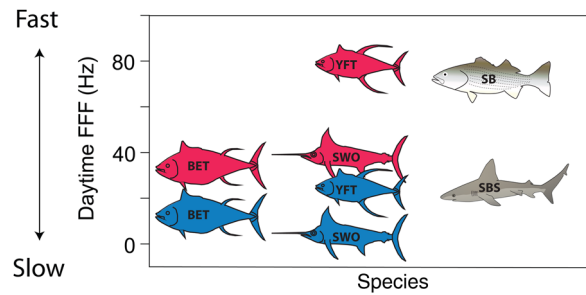 Fast
Slow
Daytime FFF (Hz)
80
40
0
YFT
SB
BET
SWO
YFT
SBS
BET
SWO
Species